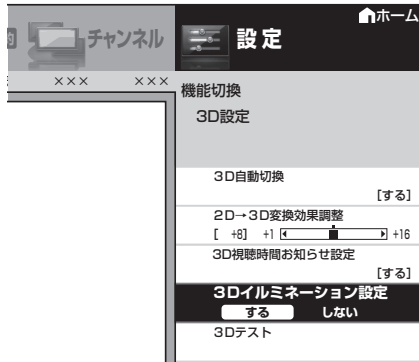 ホーム
チャンネル
設定
××× ×××
機能切換
3D設定
3D自動切換
[する]
2D→3D変換効果調整
[ +8] +1 +16
3D視聴時間お知らせ設定
[する]
3Dイルミネーション設定
する しない
3Dテスト